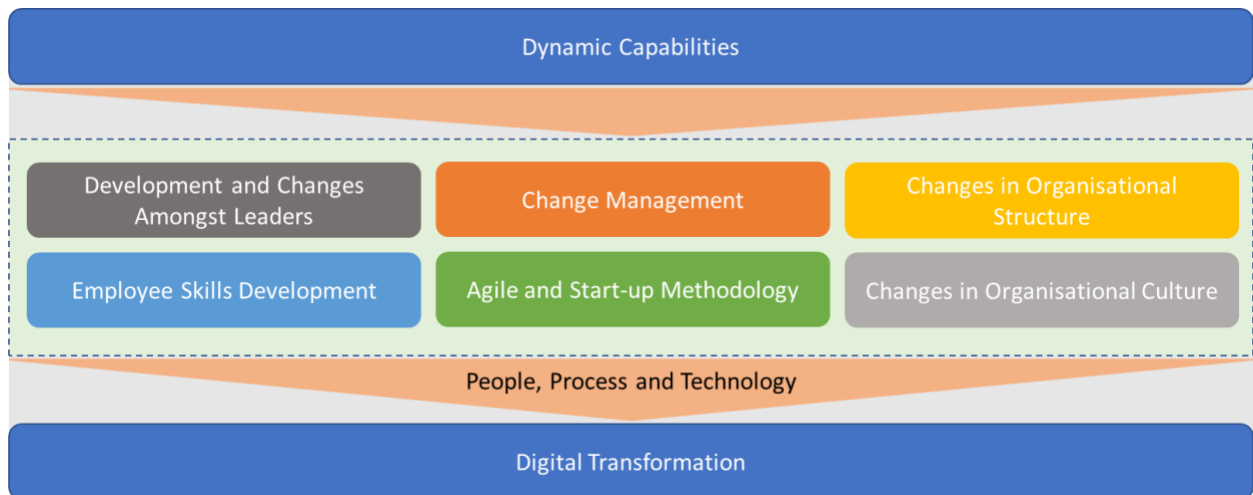 Dynamic Capabilities
Development and Changes
Amongst Leaders
Change Management
Changes in Organisational
Structure
Employee Skills Development
Agile and Start-up Methodology
Changes in Organisational Culture
People, Process and Technology
Digital Transformation